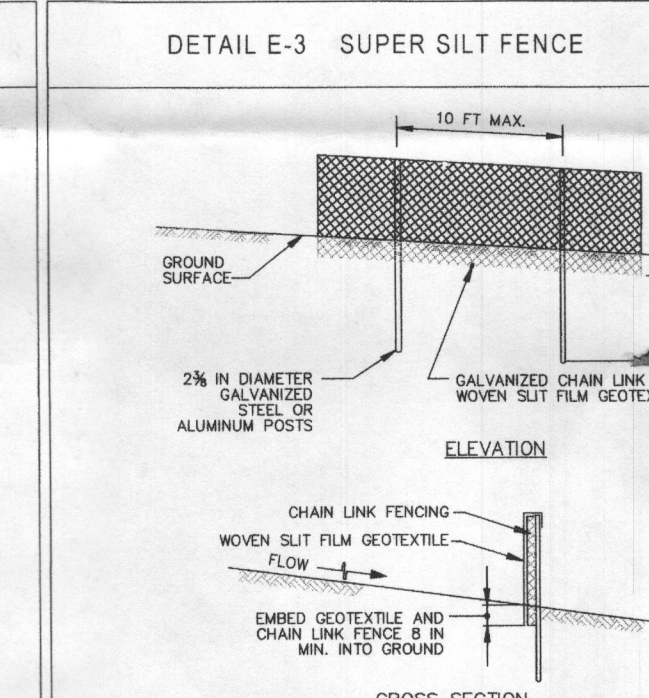 DETAIL E-3 SUPER SILT FENCE
10 FT MAX.
GROUND
SURFACE
2⅜ IN DIAMETER
GALVANIZED
STEEL OR
ALUMINUM POSTS
GALVANIZED CHAIN LINK
WOVEN SLIT FILM
ELEVATION
CHAIN LINK FENCING
WOVEN SLIT FILM GEOTEXTILE
FLOW
EMBED GEOTEXTILE AND
CHAIN LINK FENCE 8 IN
MIN. INTO GROUND
CROSS SECTION